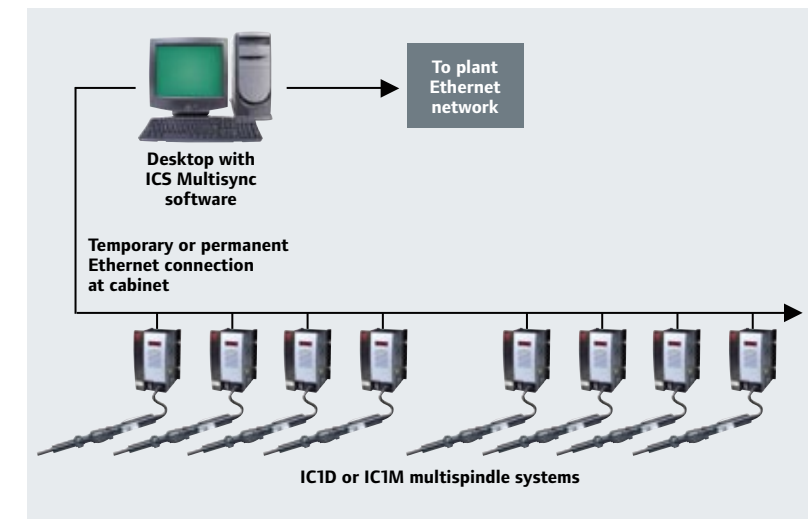 To plant
Ethernet
network
Desktop with
ICS Multisync
software
Temporary or permanent
Ethernet connection
at cabinet
IC1D or IC1M multispindle systems